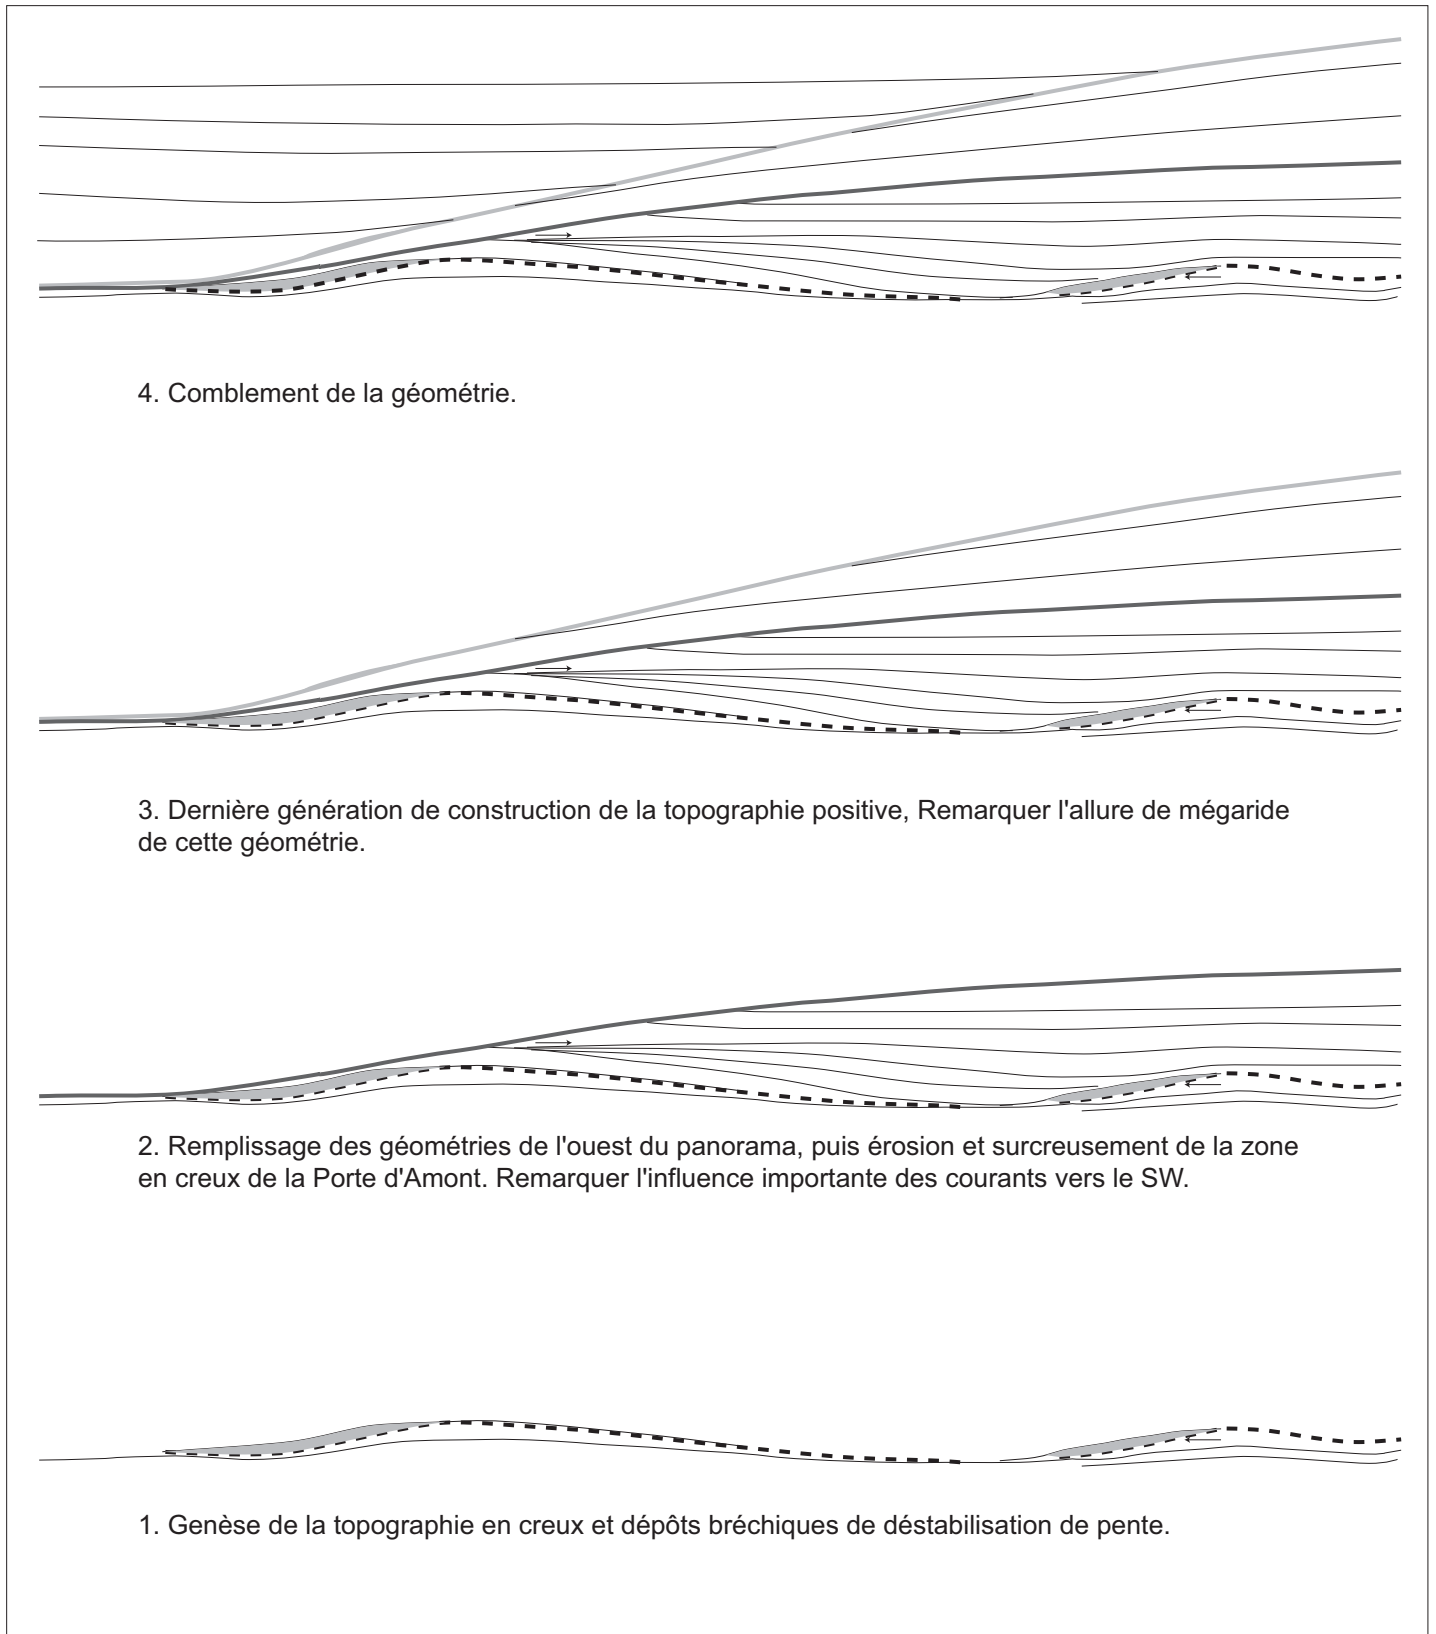 4. Comblement de la géométrie.
3. Dernière génération de construction de la topographie positive, Remarquer l'allure de mégaride
de cette géométrie.
2. Remplissage des géométries de l'ouest du panorama, puis érosion et surcreusement de la zone
en creux de la Porte d'Amont. Remarquer l'influence importante des courants vers le SW.
1. Genèse de la topographie en creux et dépôts bréchiques de déstabilisation de pente.